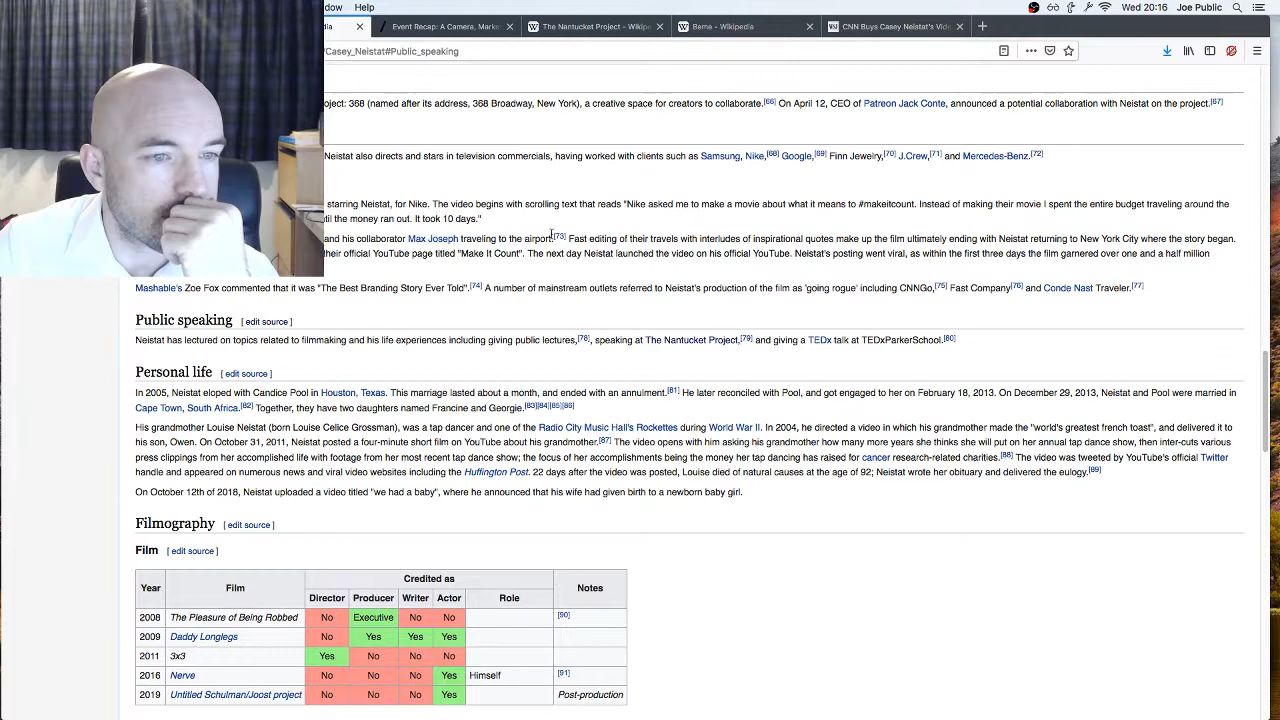 dow Help Wed 20:16 Joe Public
dia Event Recap: A Camera, Marke The Nantucket Project - Wikipe Beme - Wikipedia WSJ CNN Buys Casey Neistat's Vide
/Casey_Neistat#Public_speaking
oject: 368 (named after its address, 368 Broadway, New York), a creative space for creators to collaborate.[66] On April 12, CEO of Patreon Jack Conte, announced a potential collaboration with Neistat on the project.[67]
Neistat also directs and stars in television commercials, having worked with clients such as Samsung, Nike,[68] Google,[69] Finn Jewelry,[70] J.Crew,[71] and Mercedes-Benz.[72]
starring Neistat, for Nike. The video begins with scrolling text that reads "Nike asked me to make a movie about what it means to #makeitcount. Instead of making their movie I spent the entire budget traveling around the
til the money ran out. It took 10 days."
and his collaborator Max Joseph traveling to the airport.[73] Fast editing of their travels with interludes of inspirational quotes make up the film ultimately ending with Neistat returning to New York City where the story began.
heir official YouTube page titled "Make It Count". The next day Neistat launched the video on his official YouTube. Neistat's posting went viral, as within the first three days the film garnered over one and a half million
Mashable's Zoe Fox commented that it was "The Best Branding Story Ever Told".[74] A number of mainstream outlets referred to Neistat's production of the film as 'going rogue' including CNNGo,[75] Fast Company[76] and Conde Nast Traveler.[77]
Public speaking [ edit source ]
Neistat has lectured on topics related to filmmaking and his life experiences including giving public lectures,[78], speaking at The Nantucket Project,[79] and giving a TEDx talk at TEDxParkerSchool.[80]
Personal life [ edit source ]
In 2005, Neistat eloped with Candice Pool in Houston, Texas. This marriage lasted about a month, and ended with an annulment.[81] He later reconciled with Pool, and got engaged to her on February 18, 2013. On December 29, 2013, Neistat and Pool were married in
Cape Town, South Africa.[82] Together, they have two daughters named Francine and Georgie.[83][84][85][86]
His grandmother Louise Neistat (born Louise Celice Grossman), was a tap dancer and one of the Radio City Music Hall's Rockettes during World War II. In 2004, he directed a video in which his grandmother made the "world's greatest french toast", and delivered it to
his son, Owen. On October 31, 2011, Neistat posted a four-minute short film on YouTube about his grandmother.[87] The video opens with him asking his grandmother how many more years she thinks she will put on her annual tap dance show, then inter-cuts various
press clippings from her accomplished life with footage from her most recent tap dance show; the focus of her accomplishments being the money her tap dancing has raised for cancer research-related charities.[88] The video was tweeted by YouTube's official Twitter
handle and appeared on numerous news and viral video websites including the Huffington Post. 22 days after the video was posted, Louise died of natural causes at the age of 92; Neistat wrote her obituary and delivered the eulogy.[89]
On October 12th of 2018, Neistat uploaded a video titled "we had a baby", where he announced that his wife had given birth to a newborn baby girl.
Filmography [ edit source ]
Film [ edit source ]
Year Film Credited as Notes
Director Producer Writer Actor Role
2008 The Pleasure of Being Robbed No Executive No No [90]
2009 Daddy Longlegs No Yes Yes Yes
2011 3x3 Yes No No No
2016 Nerve No No No Yes Himself [91]
2019 Untitled Schulman/Joost project No No No Yes Post-production